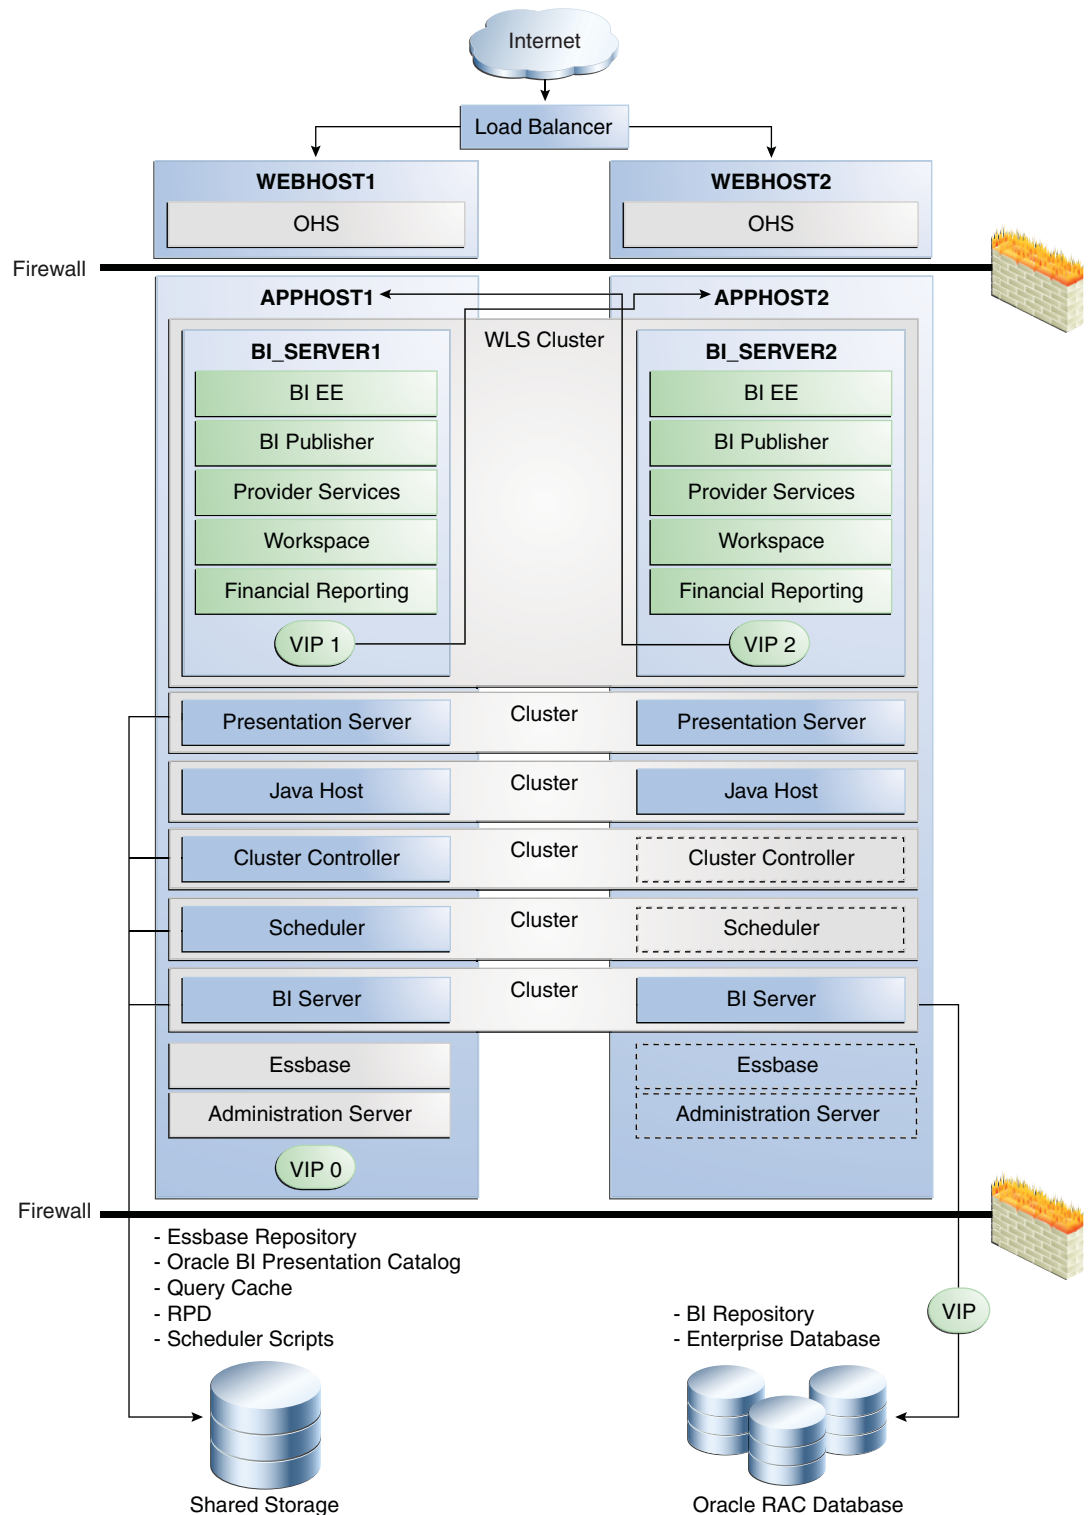 Internet
Load Balancer
WEBHOST1
WEBHOST2
OHS
OHS
Firewall
APPHOST1
APPHOST2
WLS Cluster
BI_SERVER1
BI_SERVER2
BI EE
BI EE
BI Publisher
BI Publisher
Provider Services
Provider Services
Workspace
Workspace
Financial Reporting
Financial Reporting
VIP 1
VIP 2
Presentation Server
Cluster
Presentation Server
Java Host
Cluster
Java Host
Cluster Controller
Cluster
Cluster Controller
Scheduler
Cluster
Scheduler
BI Server
Cluster
BI Server
Essbase
Essbase
Administration Server
Administration Server
VIP 0
Firewall
- Essbase Repository
- Oracle BI Presentation Catalog
- Query Cache
- RPD
- Scheduler Scripts
- BI Repository
- Enterprise Database
VIP
Shared Storage
Oracle RAC Database